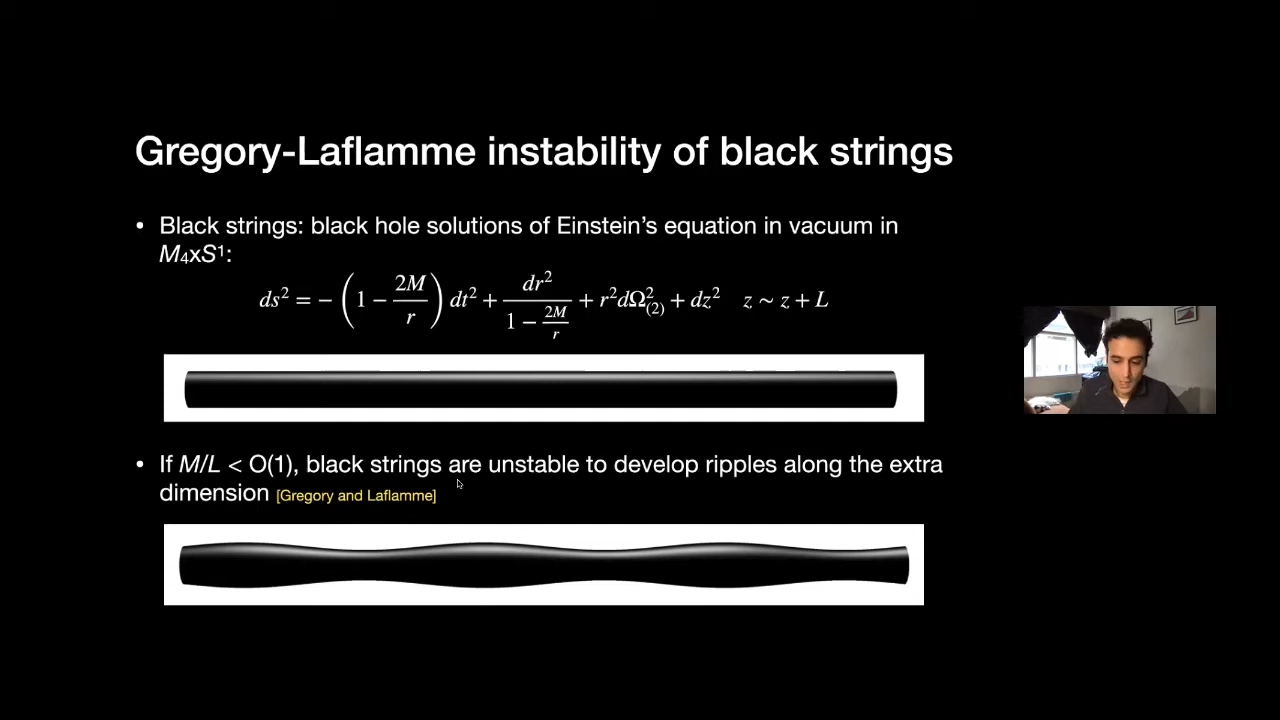 Gregory-Laflamme instability of black strings
• Black strings: black hole solutions of Einstein’s equation in vacuum in
M₄xS¹:
ds² = − (1 − 2M/r) dt² + dr²/(1 − 2M/r) + r²dΩ²₍₂₎ + dz² z ~ z + L
• If M/L < O(1), black strings are unstable to develop ripples along the extra
dimension [Gregory and Laflamme]